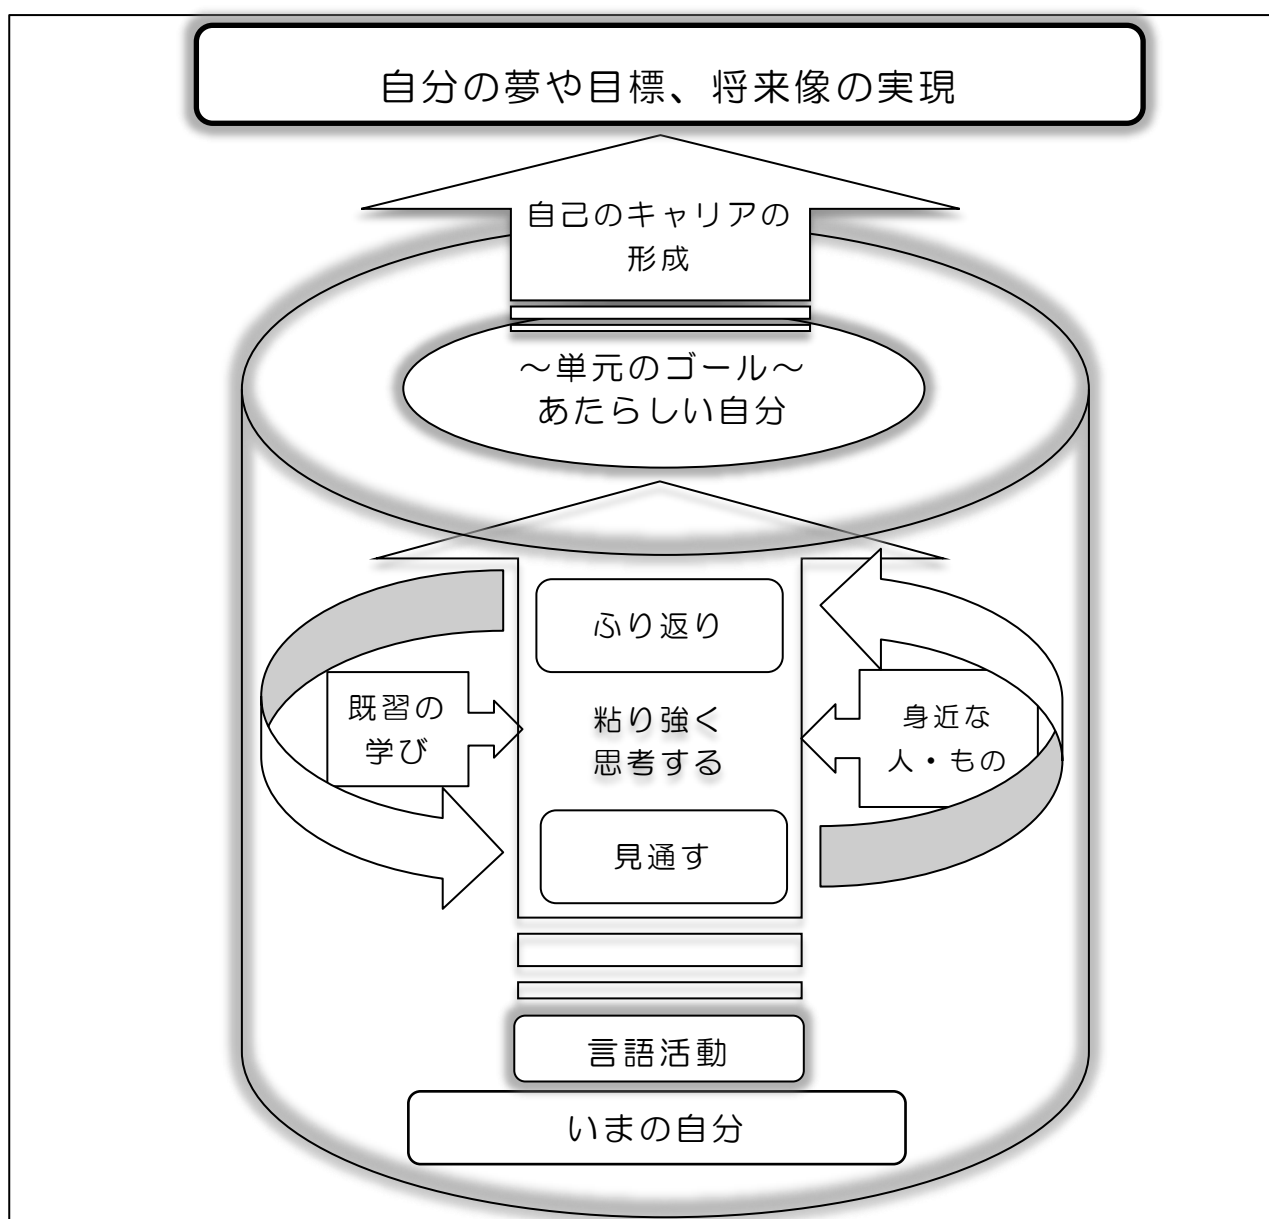 自分の夢や目標、将来像の実現
自己のキャリアの
形成
～単元のゴール～
あたらしい自分
ふり返り
既習の
学び
粘り強く
思考する
身近な
人・もの
見通す
言語活動
いまの自分